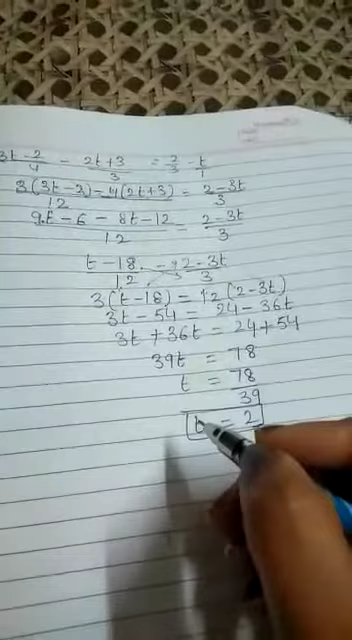 3t-2/4 - 2t+3/3 = 2/3 - t/1
3(3t-2)-4(2t+3)/12 = 2-3t/3
9t-6-8t-12/12 = 2-3t/3
t-18/12 = 2-3t/3
3(t-18) = 12(2-3t)
3t-54 = 24-36t
3t+36t = 24+54
39t = 78
t = 78/39
t = 2